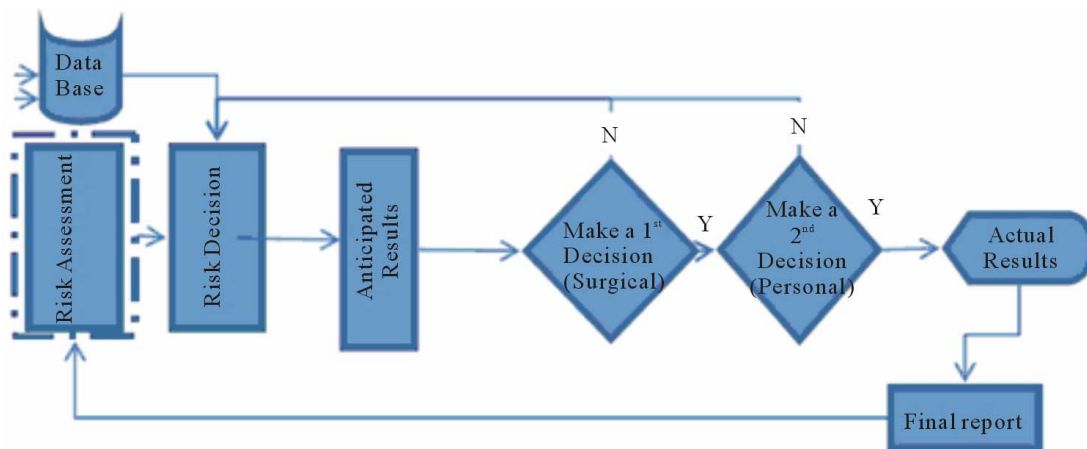 Data
Base
Risk Assessment
Risk Decision
Anticipated
Results
N
Make a 1st
Decision
(Surgical)
Y
N
Make a
2nd
Decision
(Personal)
Y
Actual
Results
Final report